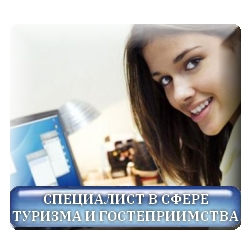 СПЕЦИАЛИСТ В СФЕРЕ
ТУРИЗМА И ГОСТЕПРИИМСТВА